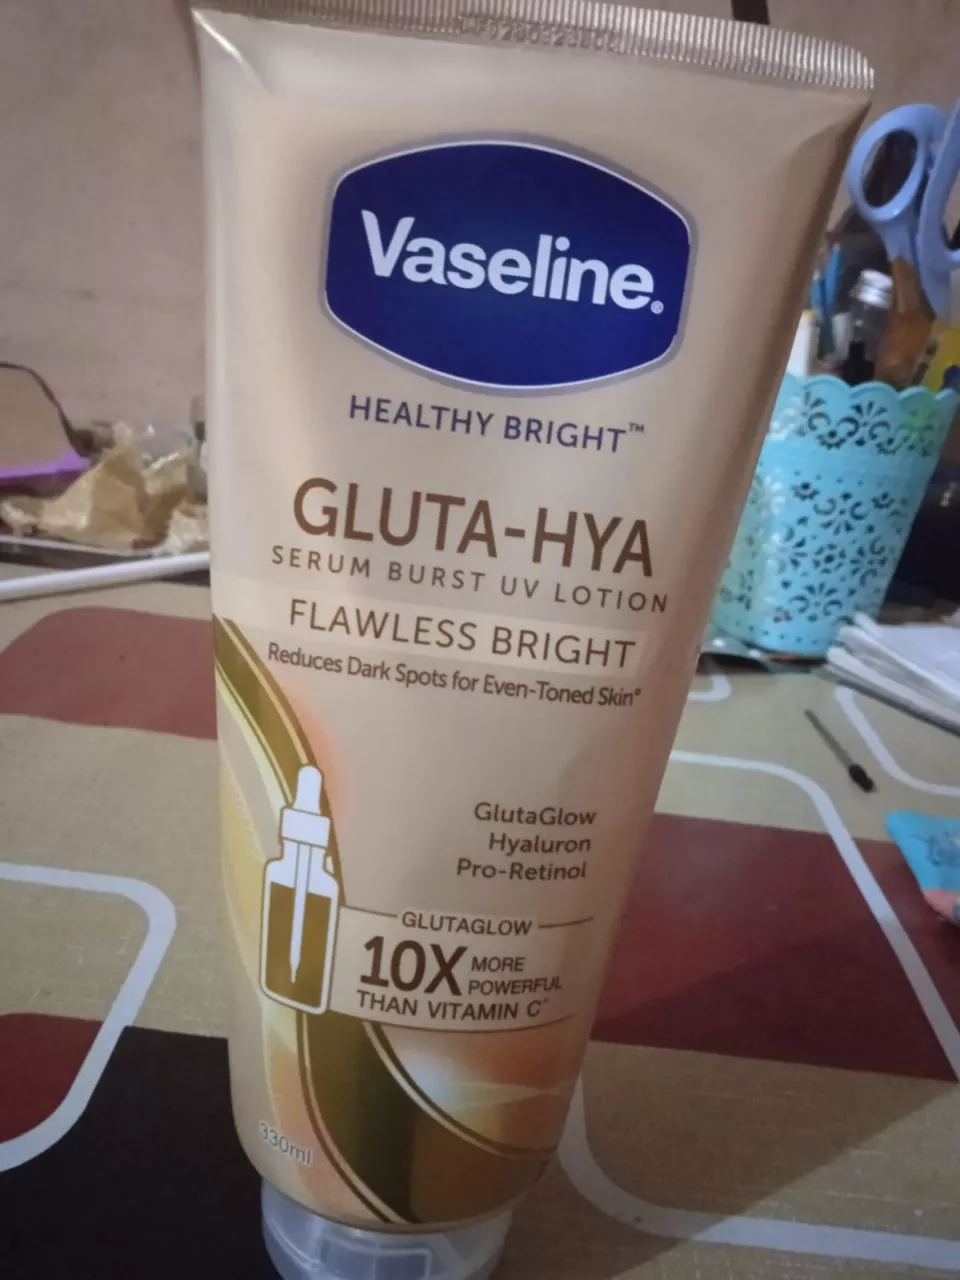 Vaseline®
HEALTHY BRIGHT™
GLUTA-HYA
SERUM BURST UV LOTION
FLAWLESS BRIGHT
Reduces Dark Spots for Even-Toned Skin°
GlutaGlow
Hyaluron
Pro-Retinol
GLUTAGLOW
10X MORE
POWERFUL
THAN VITAMIN C*
330ml